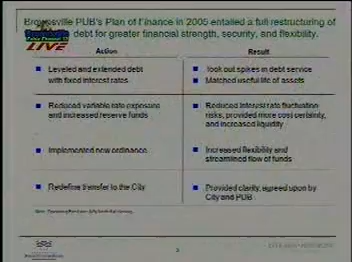 Brownsville PUB's Plan of Finance in 2005 entailed a full restructuring of
debt for greater financial strength, security, and flexibility.
LIVE
Action
Result
Leveled and extended debt
with fixed interest rates
Took out spikes in debt service
Matched useful life of assets
Reduced variable rate exposure
and increased reserve funds
Reduced interest rate fluctuation
risks, provided more cost certainty,
and increased liquidity
Implemented new ordinance
Increased flexibility and
streamlined flow of funds
Redefine transfer to the City
Provided clarity, agreed upon by
City and PUB